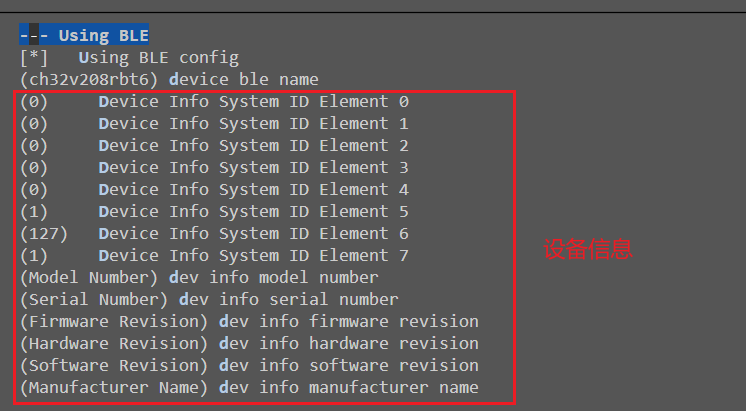 --- Using BLE
[*]   Using BLE config
(ch32v208rbt6) device ble name
(0)     Device Info System ID Element 0
(0)     Device Info System ID Element 1
(0)     Device Info System ID Element 2
(0)     Device Info System ID Element 3
(0)     Device Info System ID Element 4
(1)     Device Info System ID Element 5
(127)   Device Info System ID Element 6
(1)     Device Info System ID Element 7
(Model Number) dev info model number
(Serial Number) dev info serial number
(Firmware Revision) dev info firmware revision
(Hardware Revision) dev info hardware revision
(Software Revision) dev info software revision
(Manufacturer Name) dev info manufacturer name
设备信息